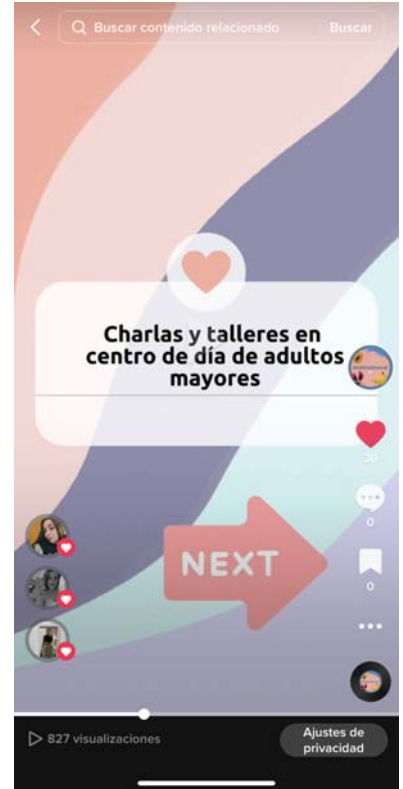 Buscar contenido relacionado Buscar
Charlas y talleres en
centro de día de adultos
mayores
30
0
NEXT
0
827 visualizaciones
Ajustes de
privacidad